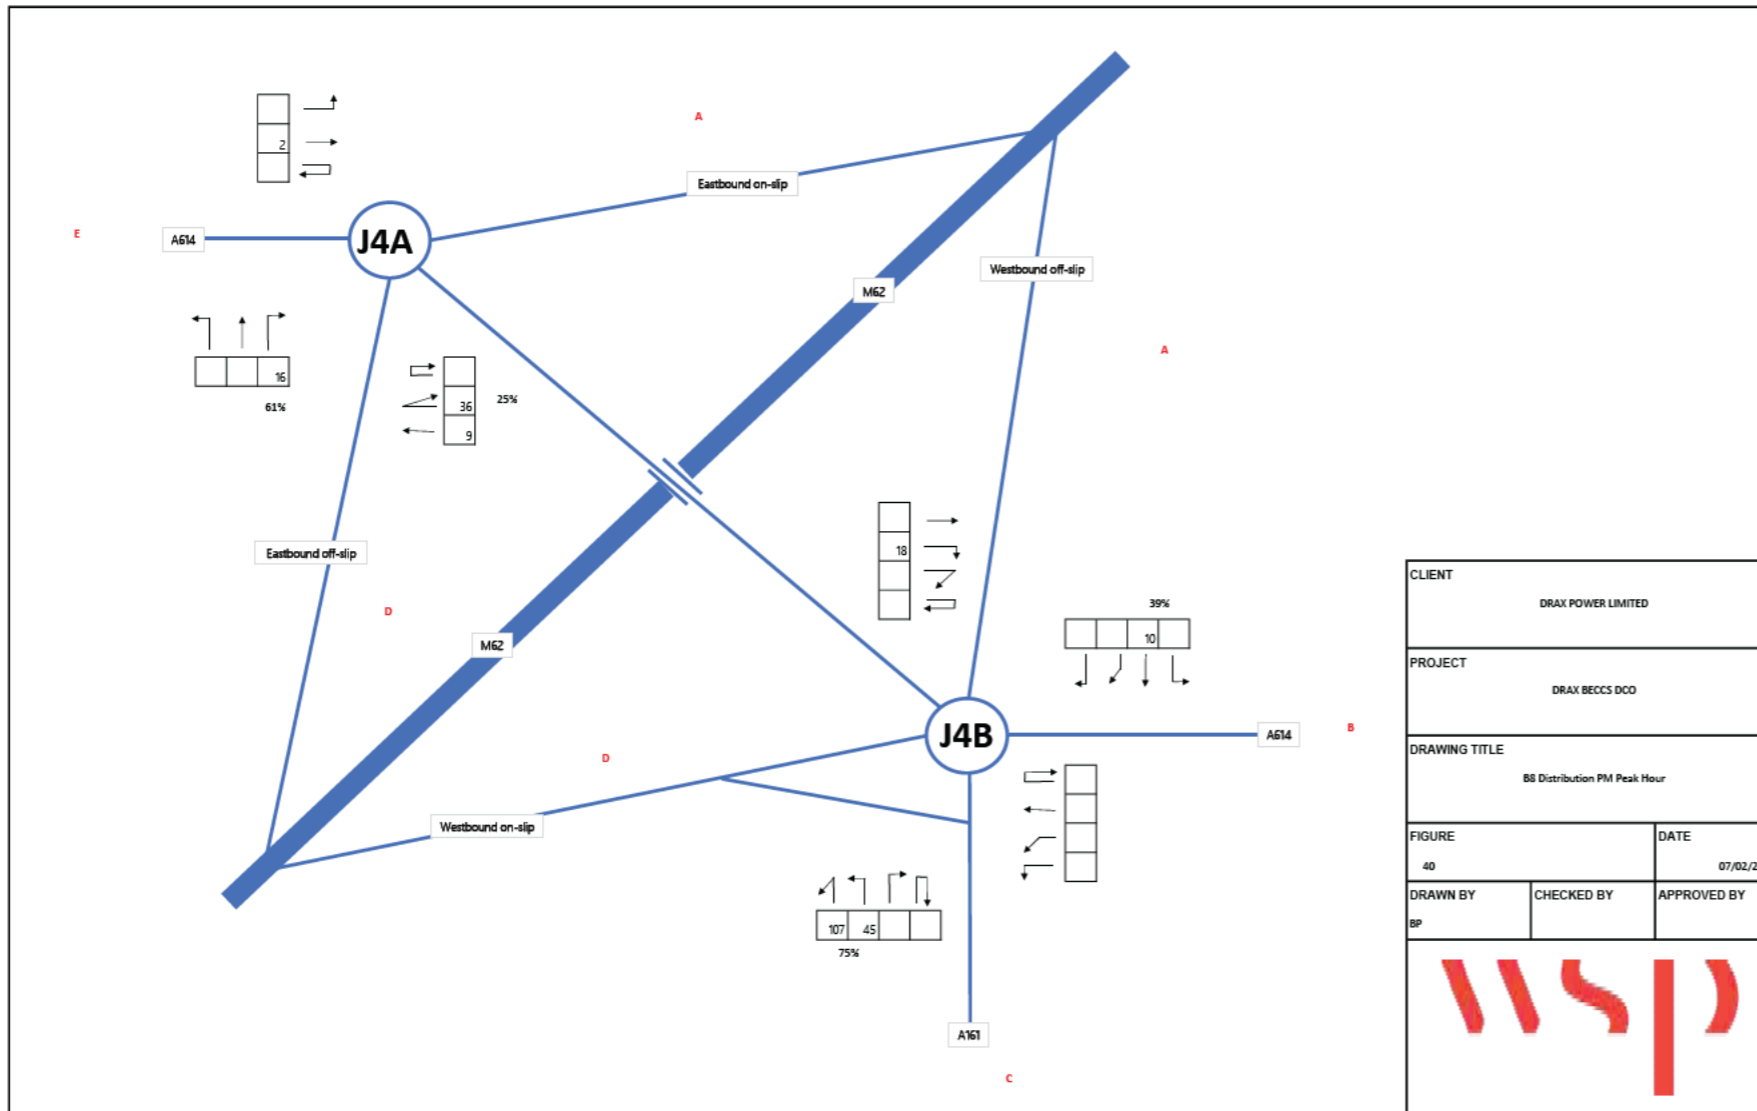 A
2
Eastbound on-slip
E
A614
J4A
Westbound off-slip
M62
16
61%
36
25%
9
A
18
Eastbound off-slip
D
M62
39%
10
D
J4B
A614
B
Westbound on-slip
107
45
75%
A161
C
CLIENT
DRAX POWER LIMITED
PROJECT
DRAX BECCS DCO
DRAWING TITLE
B8 Distribution PM Peak Hour
FIGURE
DATE
40
07/02/2
DRAWN BY
CHECKED BY
APPROVED BY
BP
wsp